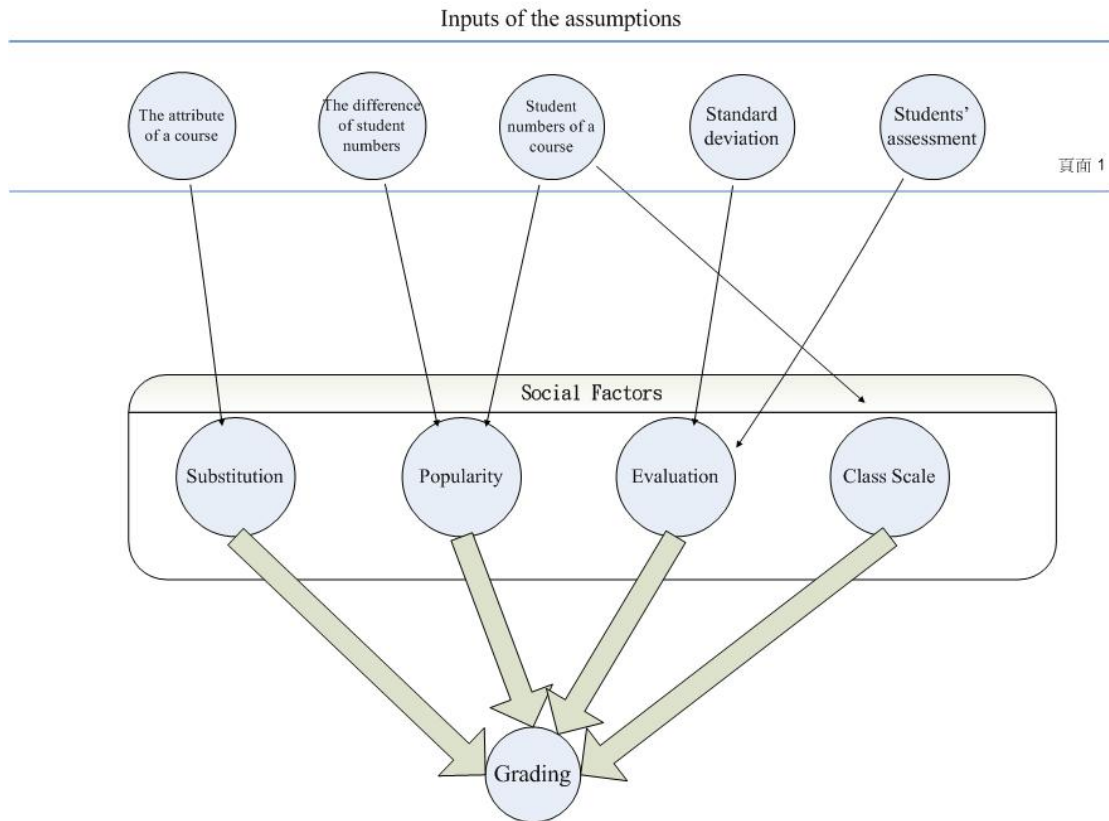 Inputs of the assumptions
The attribute
of a course
The difference
of student
numbers
Student
numbers of a
course
Standard
deviation
Students’
assessment
頁面 1
Social Factors
Substitution
Popularity
Evaluation
Class Scale
Grading